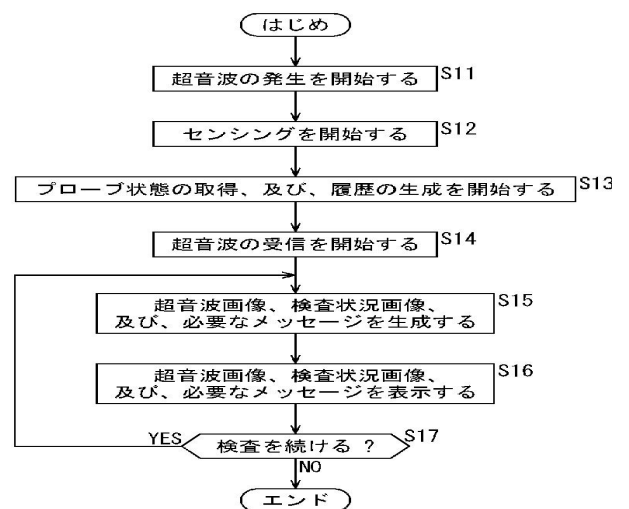 はじめ
超音波の発生を開始する S11
センシングを開始する S12
プローブ状態の取得、及び、履歴の生成を開始する S13
超音波の受信を開始する S14
超音波画像、検査状況画像、 S15
及び、必要なメッセージを生成する
超音波画像、検査状況画像、 S16
及び、必要なメッセージを表示する
YES 検査を続ける ? S17
NO
エンド